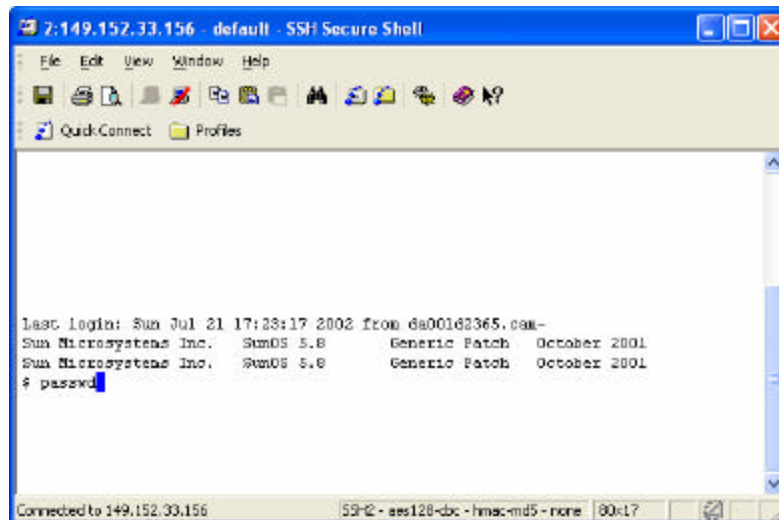 2:149.152.33.156 - default - SSH Secure Shell
File Edit View Window Help
Quick Connect Profiles
Last login: Sun Jul 21 17:23:17 2002 from da001d2365.cam-
Sun Microsystems Inc. SunOS 5.8 Generic Patch October 2001
Sun Microsystems Inc. SunOS 5.8 Generic Patch October 2001
$ passwd
Connected to 149.152.33.156 SSH2 - aes128-cbc - hmac-md5 - none 80x17